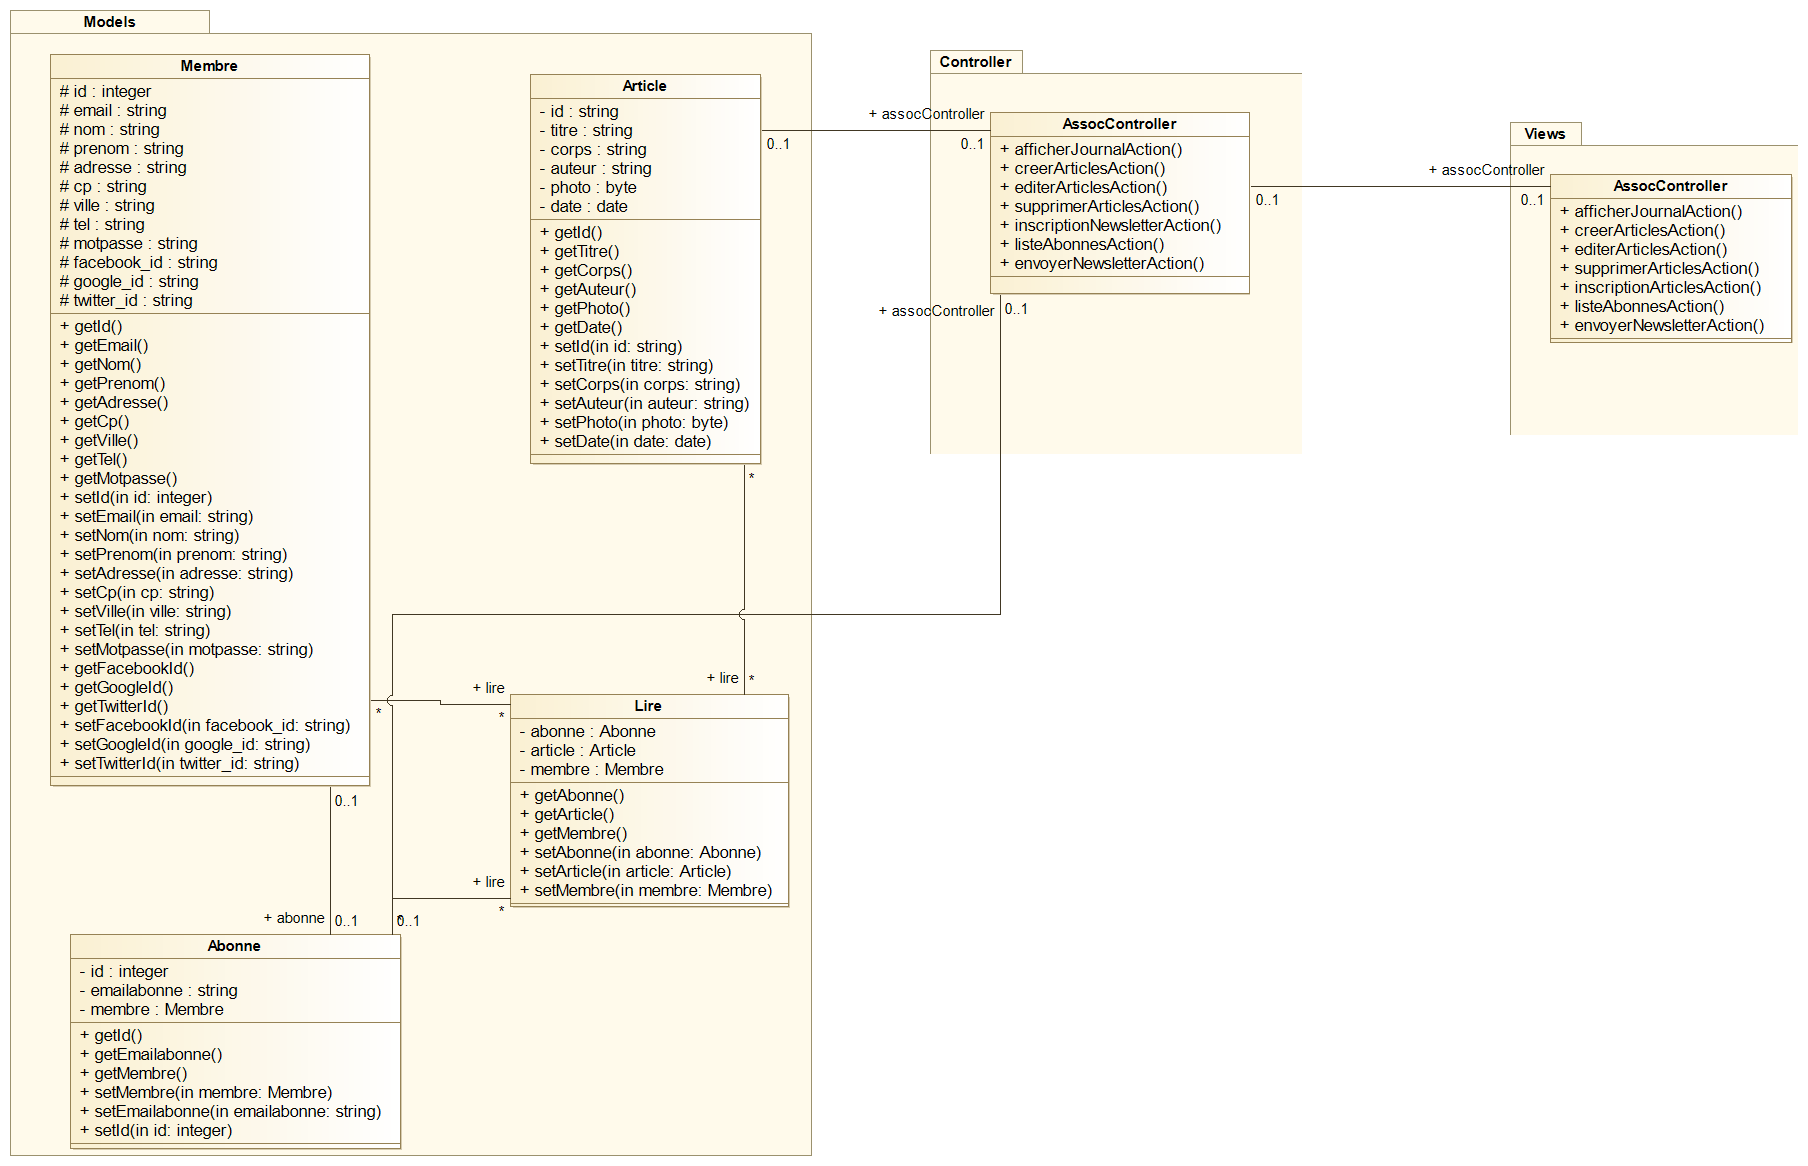 Models
Membre
# id : integer
# email : string
# nom : string
# prenom : string
# adresse : string
# cp : string
# ville : string
# tel : string
# motpasse : string
# facebook_id : string
# google_id : string
# twitter_id : string
+ getId()
+ getEmail()
+ getNom()
+ getPrenom()
+ getAdresse()
+ getCp()
+ getVille()
+ getTel()
+ getMotpasse()
+ setId(in id: integer)
+ setEmail(in email: string)
+ setNom(in nom: string)
+ setPrenom(in prenom: string)
+ setAdresse(in adresse: string)
+ setCp(in cp: string)
+ setVille(in ville: string)
+ setTel(in tel: string)
+ setMotpasse(in motpasse: string)
+ getFacebookId()
+ getGoogleId()
+ getTwitterId()
+ setFacebookId(in facebook_id: string)
+ setGoogleId(in google_id: string)
+ setTwitterId(in twitter_id: string)
Article
- id : string
- titre : string
- corps : string
- auteur : string
- photo : byte
- date : date
+ getId()
+ getTitre()
+ getCorps()
+ getAuteur()
+ getPhoto()
+ getDate()
+ setId(in id: string)
+ setTitre(in titre: string)
+ setCorps(in corps: string)
+ setAuteur(in auteur: string)
+ setPhoto(in photo: byte)
+ setDate(in date: date)
0..1
+ assocController
0..1
*
+ lire
*
Controller
AssocController
+ afficherJournalAction()
+ creerArticlesAction()
+ editerArticlesAction()
+ supprimerArticlesAction()
+ inscriptionNewsletterAction()
+ listeAbonnesAction()
+ envoyerNewsletterAction()
+ assocController
0..1
0..1
+ assocController
0..1
Views
AssocController
+ afficherJournalAction()
+ creerArticlesAction()
+ editerArticlesAction()
+ supprimerArticlesAction()
+ inscriptionArticlesAction()
+ listeAbonnesAction()
+ envoyerNewsletterAction()
*
+ lire
*
Lire
- abonne : Abonne
- article : Article
- membre : Membre
+ getAbonne()
+ getArticle()
+ getMembre()
+ setAbonne(in abonne: Abonne)
+ setArticle(in article: Article)
+ setMembre(in membre: Membre)
+ lire
*
0..1
+ abonne
0..1
*
0..1
Abonne
- id : integer
- emailabonne : string
- membre : Membre
+ getId()
+ getEmailabonne()
+ getMembre()
+ setMembre(in membre: Membre)
+ setEmailabonne(in emailabonne: string)
+ setId(in id: integer)